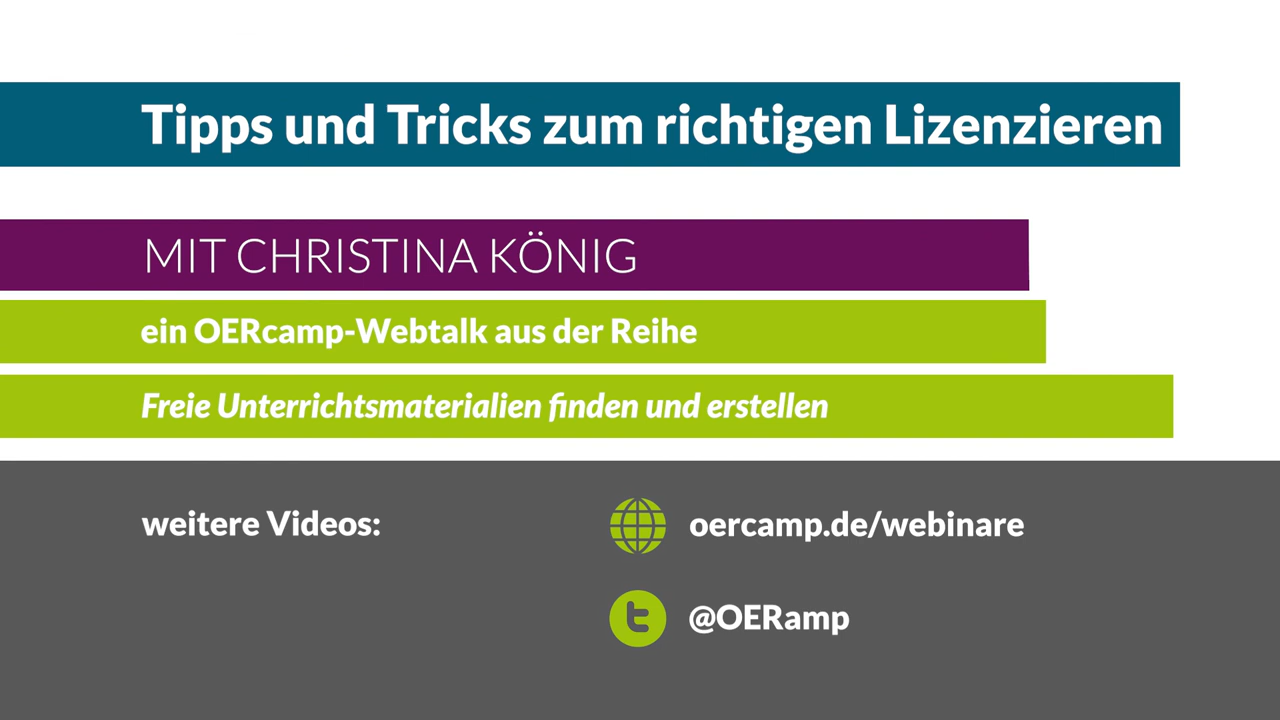 Tipps und Tricks zum richtigen Lizenzieren
MIT CHRISTINA KÖNIG
ein OERcamp-Webtalk aus der Reihe
Freie Unterrichtsmaterialien finden und erstellen
weitere Videos:
oercamp.de/webinare
@OERamp